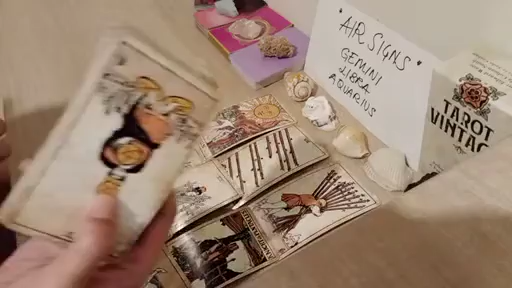 "AIR SIGNS"
GEMINI
LIBRA
AQUARIUS
TAROT
VINTAG